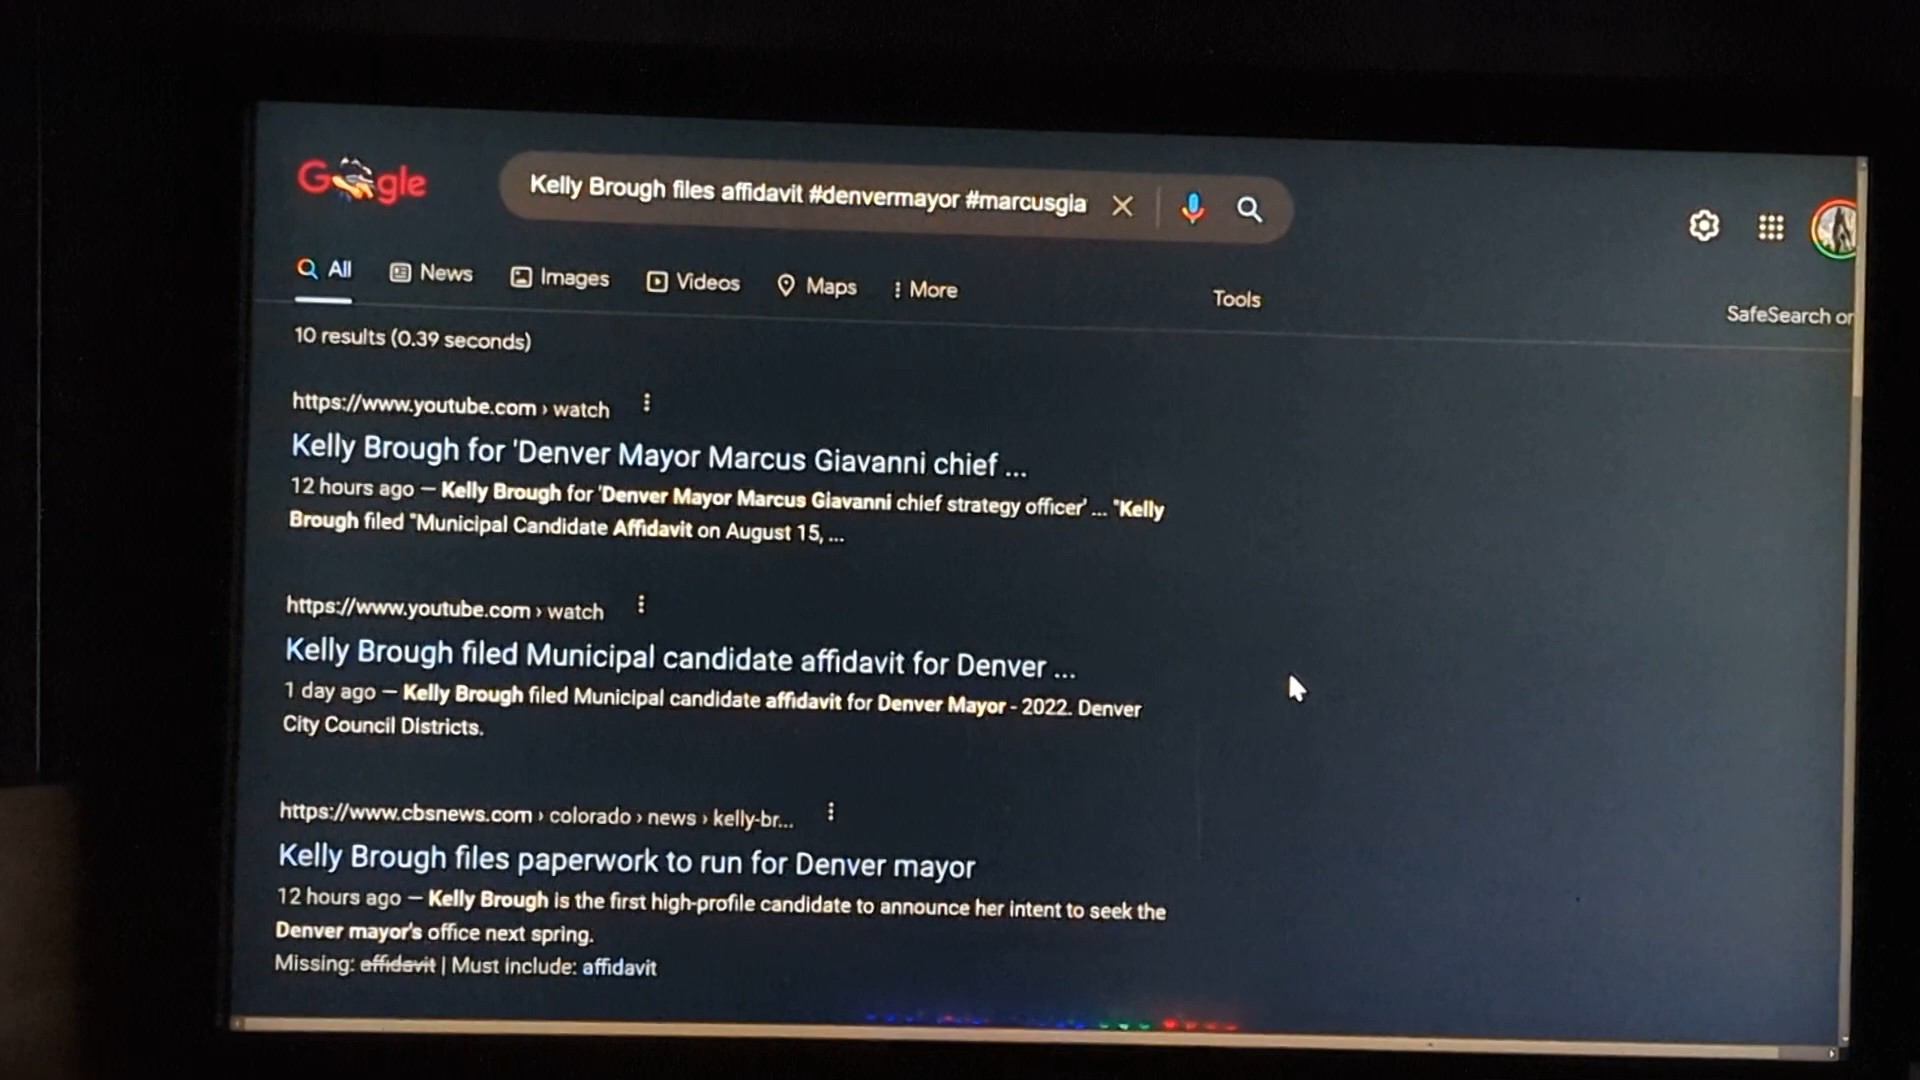 Google
Kelly Brough files affidavit #denvermayor #marcusgia
All News Images Videos Maps More Tools
SafeSearch or
10 results (0.39 seconds)
https://www.youtube.com › watch
Kelly Brough for 'Denver Mayor Marcus Giavanni chief ...
12 hours ago — Kelly Brough for 'Denver Mayor Marcus Giavanni chief strategy officer' ... "Kelly
Brough filed "Municipal Candidate Affidavit on August 15, ...
https://www.youtube.com › watch
Kelly Brough filed Municipal candidate affidavit for Denver ...
1 day ago — Kelly Brough filed Municipal candidate affidavit for Denver Mayor - 2022. Denver
City Council Districts.
https://www.cbsnews.com › colorado › news › kelly-br...
Kelly Brough files paperwork to run for Denver mayor
12 hours ago — Kelly Brough is the first high-profile candidate to announce her intent to seek the
Denver mayor's office next spring.
Missing: affidavit | Must include: affidavit